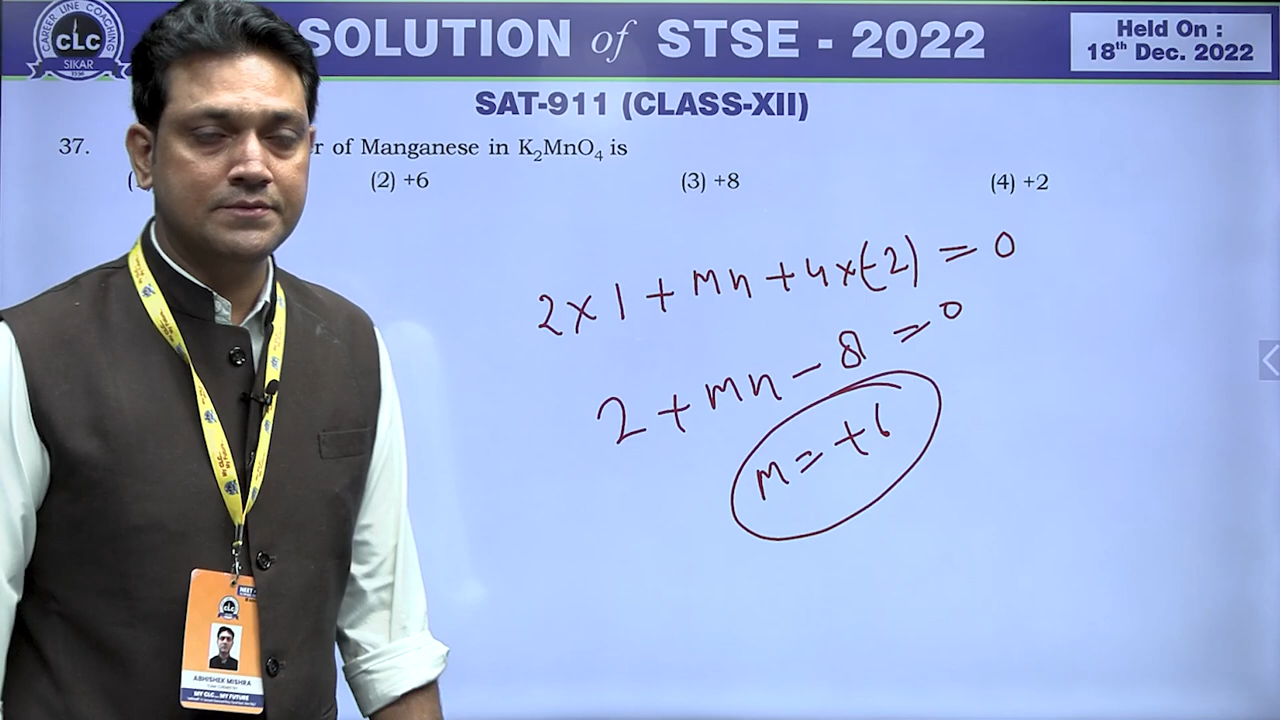 CAREER LINE COACHING
CLC
SIKAR
SOLUTION of STSE - 2022
Held On :
18th Dec. 2022
SAT-911 (CLASS-XII)
37. r of Manganese in K₂MnO₄ is
(2) +6 (3) +8 (4) +2
2 × 1 + Mn + 4×(-2) = 0
2 + Mn - 8 = 0
M = +6
CLC
ABHISHEK MISHRA
MY CLC... MY FUTURE